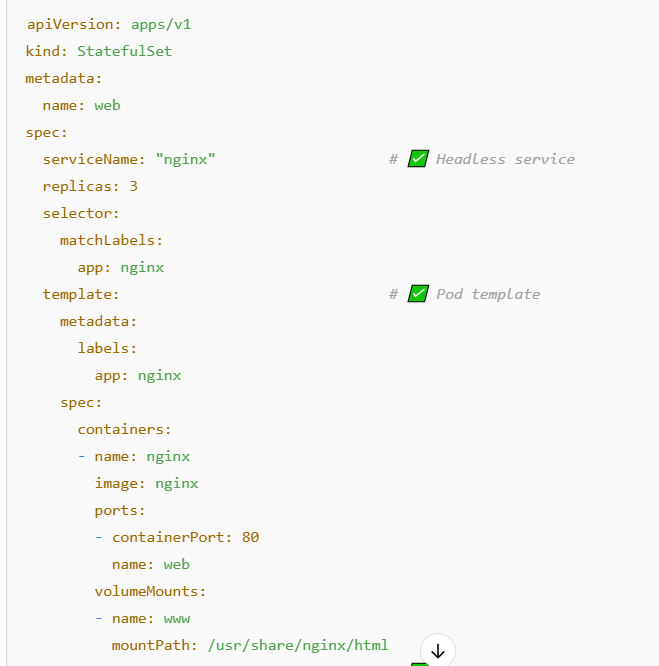 apiVersion: apps/v1
kind: StatefulSet
metadata:
  name: web
spec:
  serviceName: "nginx"                    # ✅ Headless service
  replicas: 3
  selector:
    matchLabels:
      app: nginx
  template:                               # ✅ Pod template
    metadata:
      labels:
        app: nginx
    spec:
      containers:
      - name: nginx
        image: nginx
        ports:
        - containerPort: 80
          name: web
        volumeMounts:
        - name: www
          mountPath: /usr/share/nginx/html